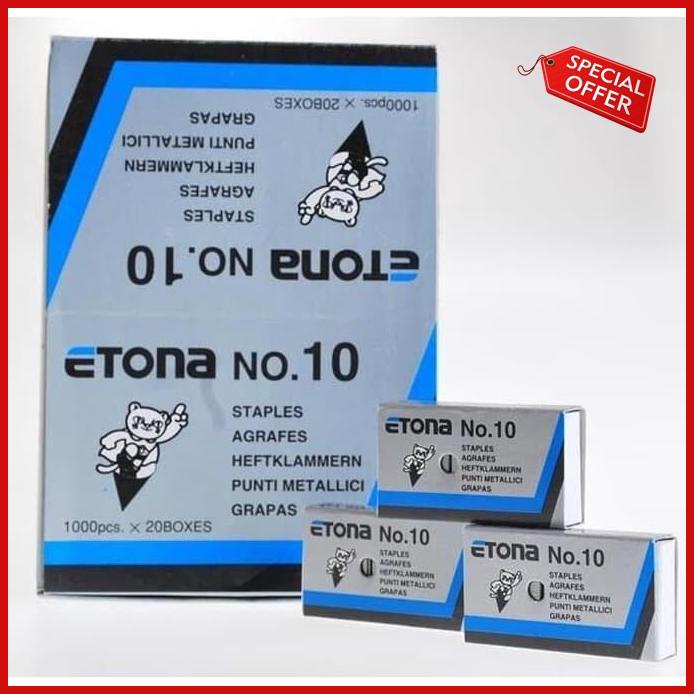 SPECIAL
OFFER
1000pcs. × 20BOXES
GRAPAS
PUNTI METALLICI
HEFTKLAMMERN
AGRAFES
STAPLES
ETONA NO.10
ETONA NO.10
STAPLES
AGRAFES
HEFTKLAMMERN
PUNTI METALLICI
GRAPAS
1000pcs. × 20BOXES
ETONA No.10
STAPLES
AGRAFES
HEFTKLAMMERN
PUNTI METALLICI
GRAPAS
ETONA No.10
STAPLES
AGRAFES
HEFTKLAMMERN
PUNTI METALLICI
GRAPAS
ETONA No.10
STAPLES
AGRAFES
HEFTKLAMMERN
PUNTI METALLICI
GRAPAS